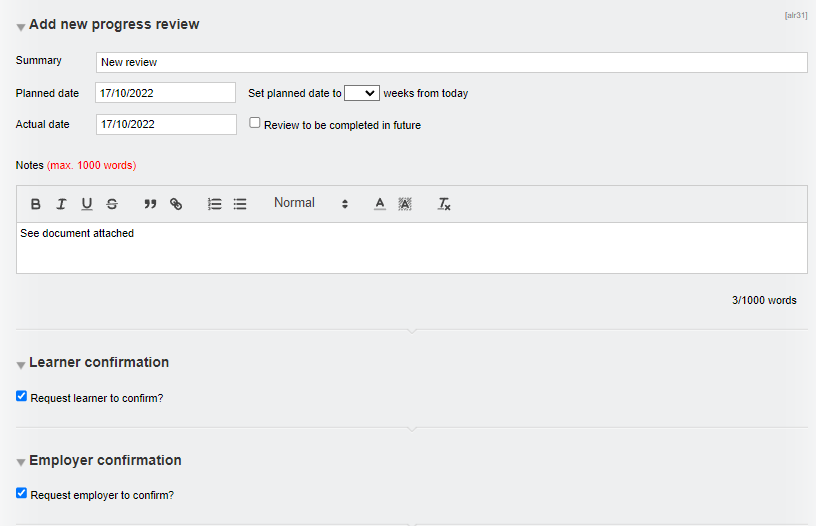 Add new progress review
[alr31]
Summary New review
Planned date 17/10/2022 Set planned date to weeks from today
Actual date 17/10/2022 Review to be completed in future
Notes (max. 1000 words)
B I U S Normal A A Tx
See document attached
3/1000 words
Learner confirmation
Request learner to confirm?
Employer confirmation
Request employer to confirm?